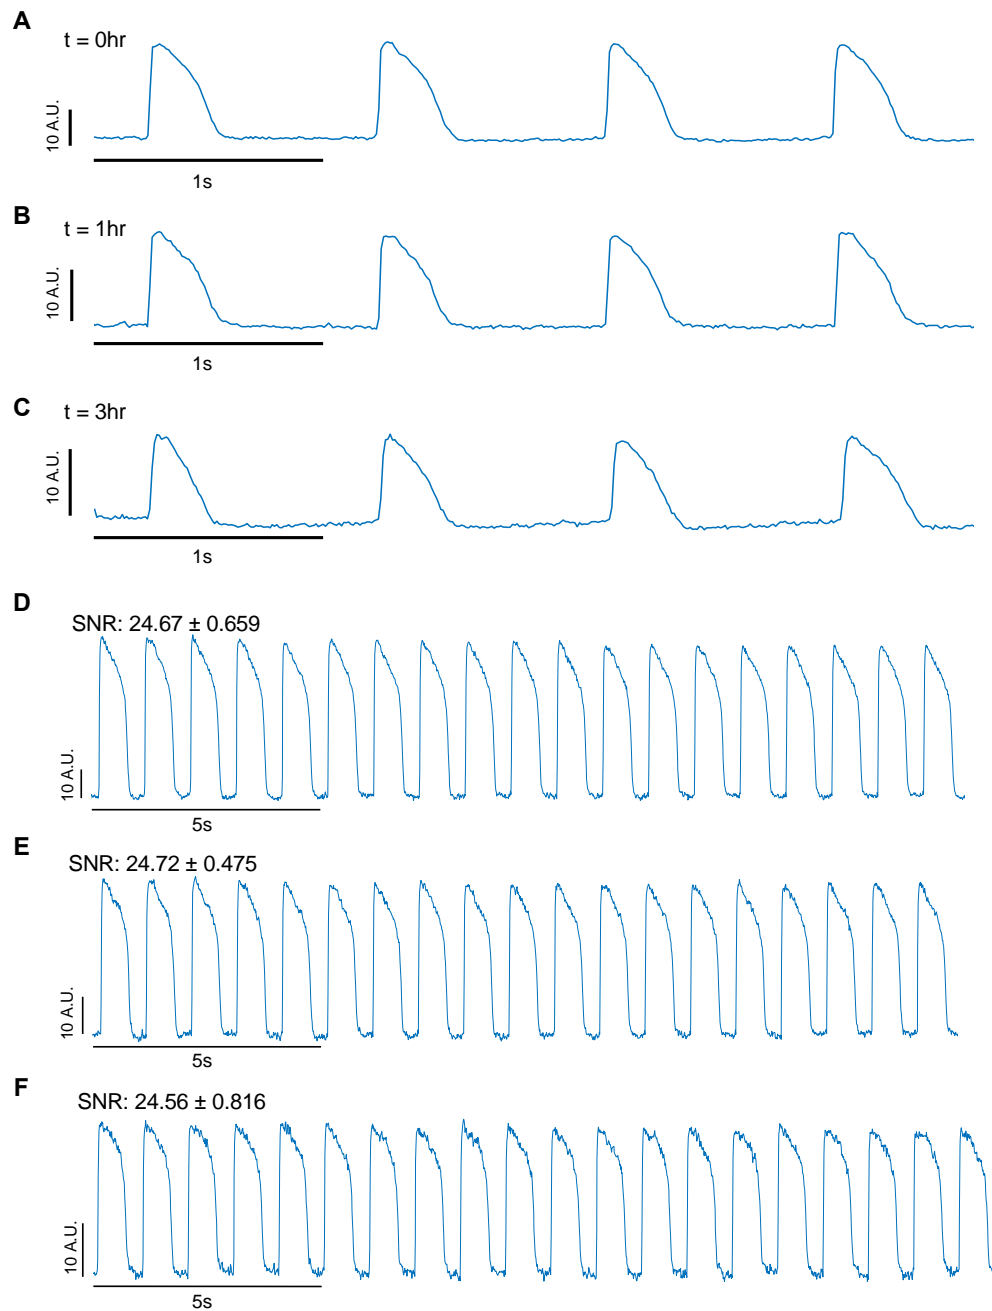 A
t = 0hr
10 A.U.
1s
B
t = 1hr
10 A.U.
1s
C
t = 3hr
10 A.U.
1s
D
SNR: 24.67 ± 0.659
10 A.U.
5s
E
SNR: 24.72 ± 0.475
10 A.U.
5s
F
SNR: 24.56 ± 0.816
10 A.U.
5s